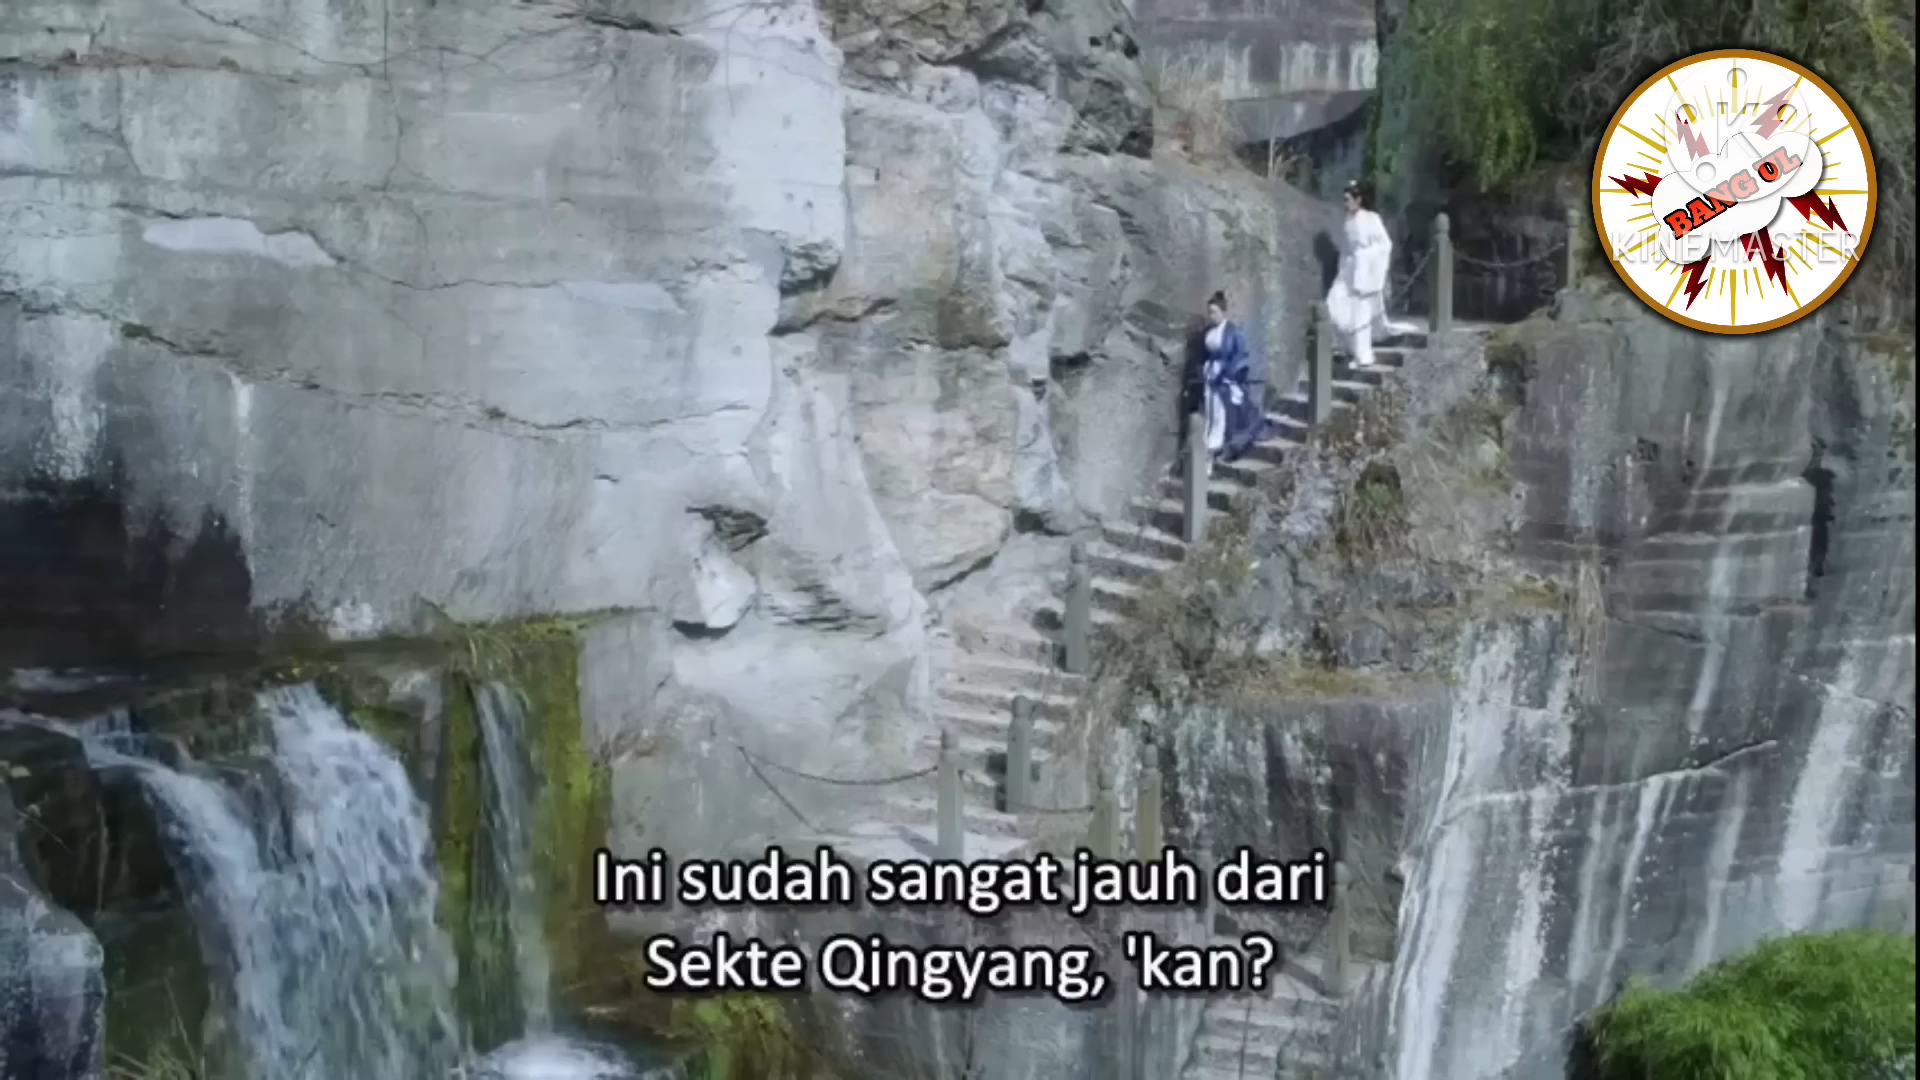 BANG OL
KINEMASTER
Ini sudah sangat jauh dari
Sekte Qingyang, 'kan?